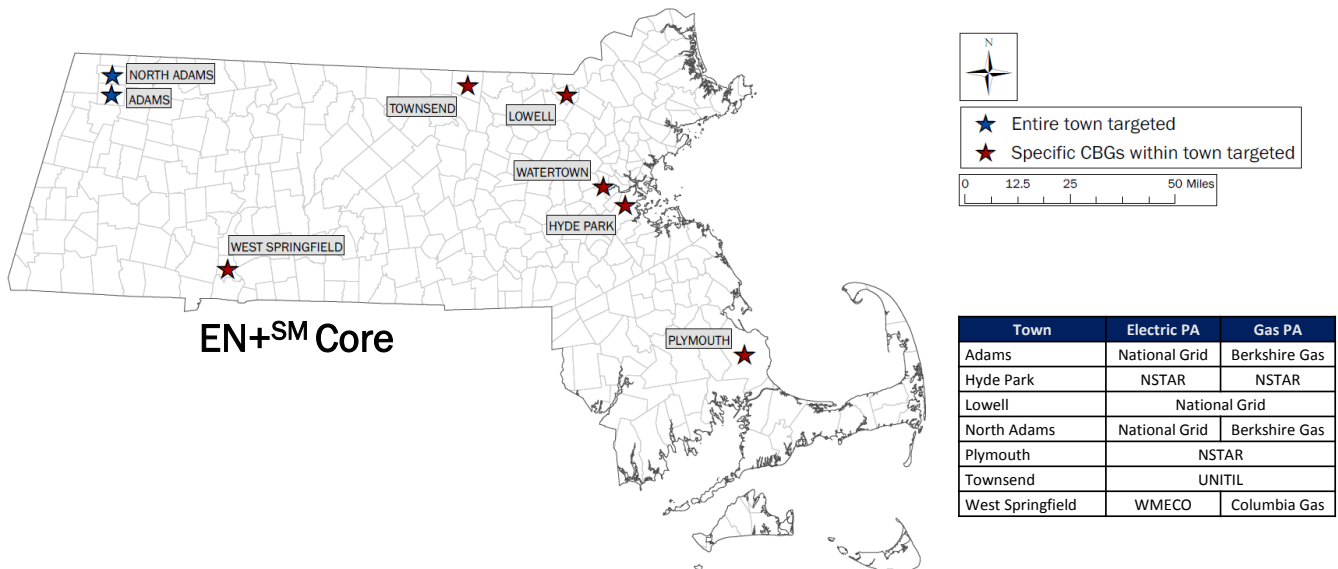 NORTH ADAMS
ADAMS
TOWNSEND
LOWELL
WATERTOWN
HYDE PARK
WEST SPRINGFIELD
PLYMOUTH
EN+SM Core
N
Entire town targeted
Specific CBGs within town targeted
0 12.5 25 50 Miles
Town Electric PA Gas PA
Adams National Grid Berkshire Gas
Hyde Park NSTAR NSTAR
Lowell National Grid
North Adams National Grid Berkshire Gas
Plymouth NSTAR
Townsend UNITIL
West Springfield WMECO Columbia Gas